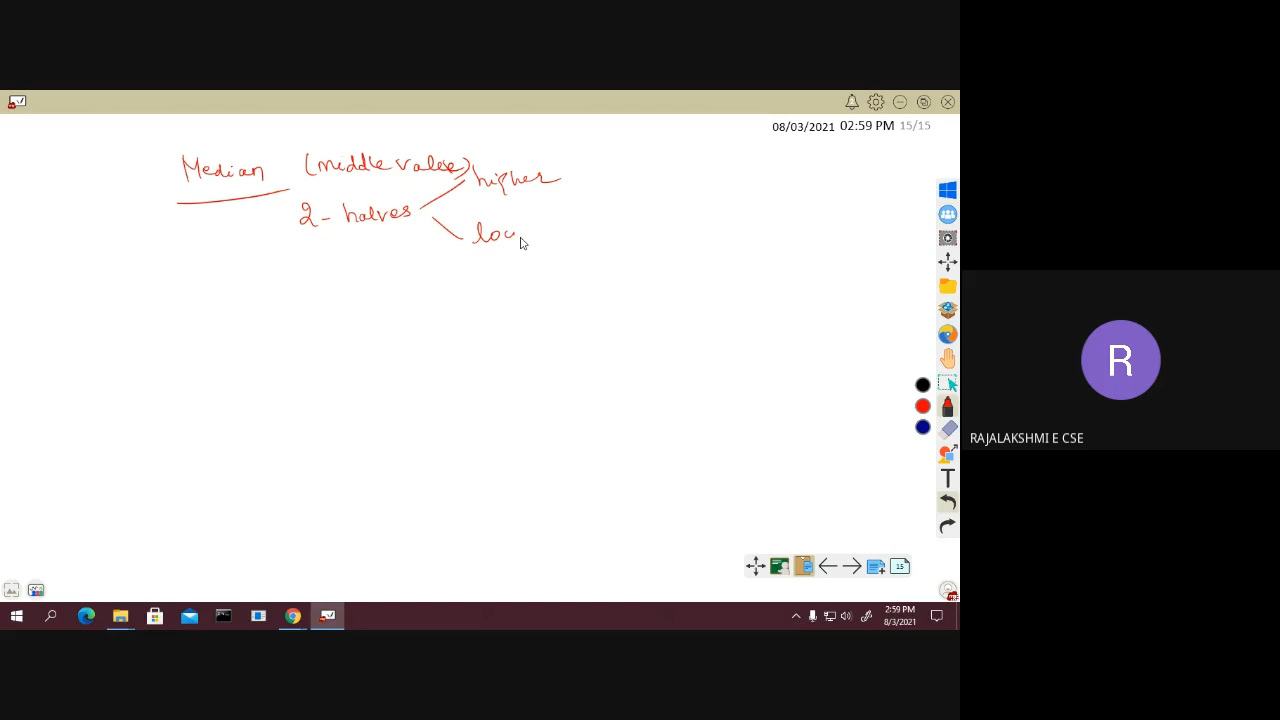 08/03/2021 02:59 PM 15/15
Median (middle value) higher
2- halves
low
T
15
R
RAJALAKSHMI E CSE
2:59 PM
8/3/2021